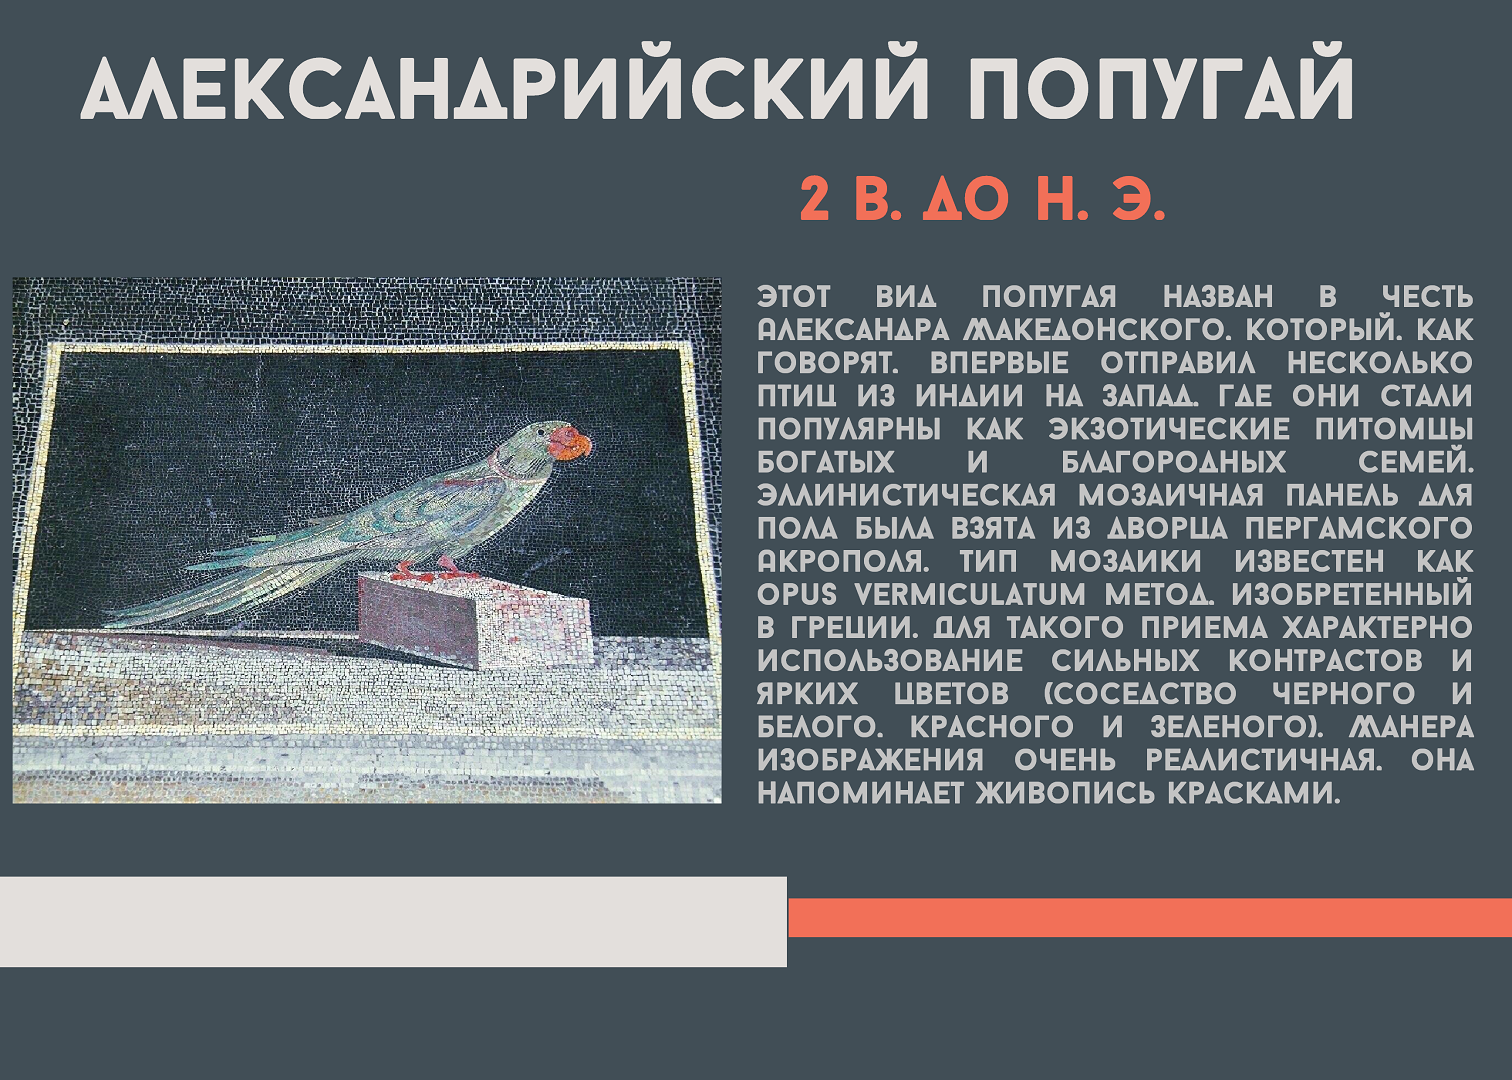 АЛЕКСАНДРИЙСКИЙ ПОПУГАЙ
2 В. ДО Н. Э.
ЭТОТ ВИД ПОПУГАЯ НАЗВАН В ЧЕСТЬ
АЛЕКСАНДРА МАКЕДОНСКОГО. КОТОРЫЙ. КАК
ГОВОРЯТ. ВПЕРВЫЕ ОТПРАВИЛ НЕСКОЛЬКО
ПТИЦ ИЗ ИНДИИ НА ЗАПАД. ГДЕ ОНИ СТАЛИ
ПОПУЛЯРНЫ КАК ЭКЗОТИЧЕСКИЕ ПИТОМЦЫ
БОГАТЫХ И БЛАГОРОДНЫХ СЕМЕЙ.
ЭЛЛИНИСТИЧЕСКАЯ МОЗАИЧНАЯ ПАНЕЛЬ ДЛЯ
ПОЛА БЫЛА ВЗЯТА ИЗ ДВОРЦА ПЕРГАМСКОГО
АКРОПОЛЯ. ТИП МОЗАИКИ ИЗВЕСТЕН КАК
OPUS VERMICULATUM МЕТОД. ИЗОБРЕТЕННЫЙ
В ГРЕЦИИ. ДЛЯ ТАКОГО ПРИЕМА ХАРАКТЕРНО
ИСПОЛЬЗОВАНИЕ СИЛЬНЫХ КОНТРАСТОВ И
ЯРКИХ ЦВЕТОВ (СОСЕДСТВО ЧЕРНОГО И
БЕЛОГО. КРАСНОГО И ЗЕЛЕНОГО). МАНЕРА
ИЗОБРАЖЕНИЯ ОЧЕНЬ РЕАЛИСТИЧНАЯ. ОНА
НАПОМИНАЕТ ЖИВОПИСЬ КРАСКАМИ.